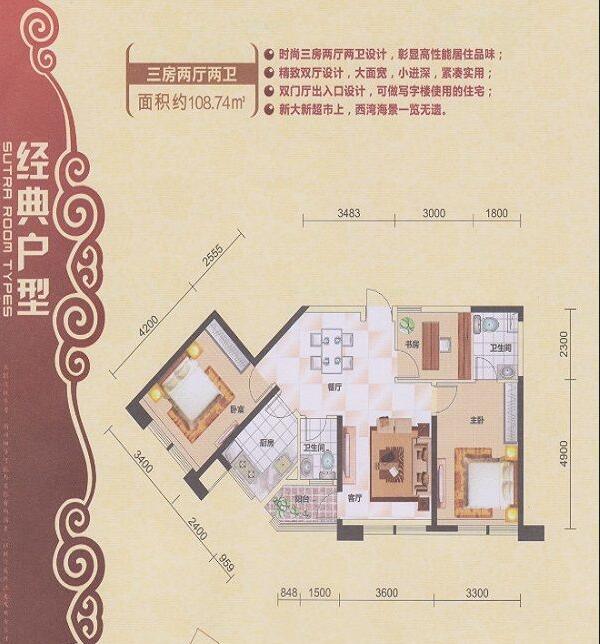 三房两厅两卫
面积约108.74㎡
时尚三房两厅两卫设计，彰显高性能居住品味；
精致双厅设计，大面宽，小进深，紧凑实用；
双门厅出入口设计，可做写字楼使用的住宅；
新大新超市上，西湾海景一览无遗。
经典户型
SUTRA ROOM TYPES
3483
3000
1800
2555
4200
2300
4900
3400
2400
959
848
1500
3600
3300
书房
卫生间
餐厅
卧室
厨房
卫生间
主卧
客厅
阳台